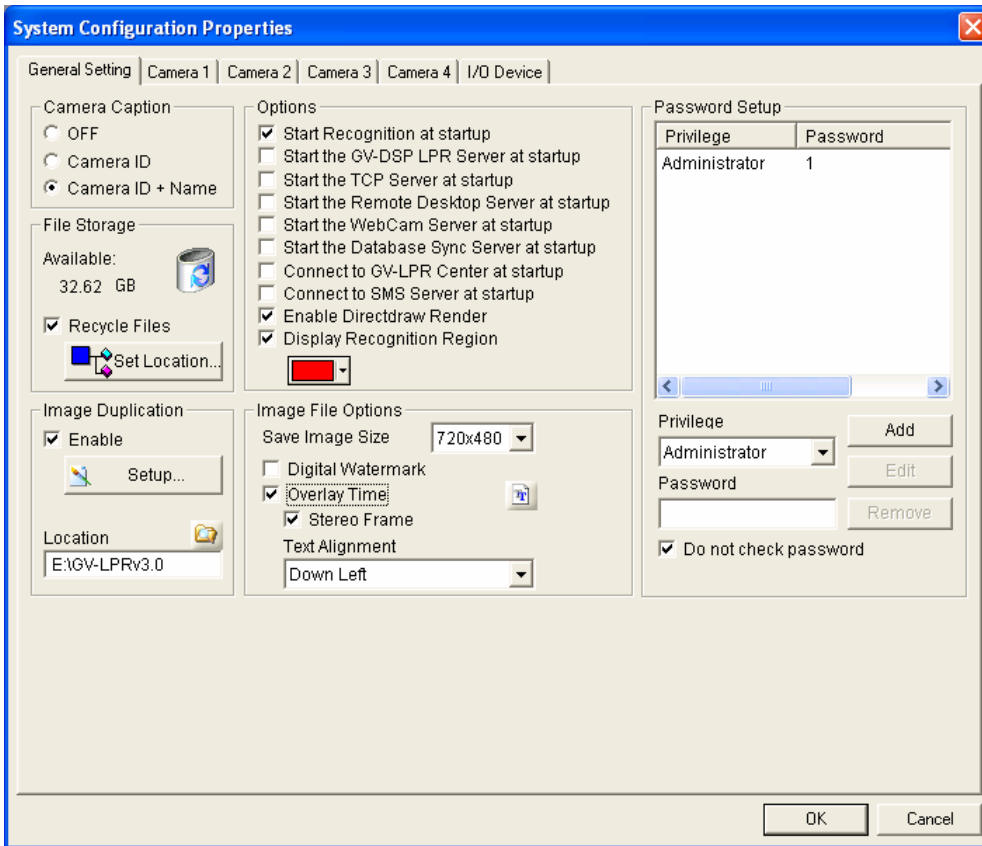 System Configuration Properties
General Setting
Camera 1
Camera 2
Camera 3
Camera 4
I/O Device
Camera Caption
OFF
Camera ID
Camera ID + Name
File Storage
Available:
32.62 GB
Recycle Files
Set Location...
Image Duplication
Enable
Setup...
Location
E:\GV-LPRv3.0
Options
Start Recognition at startup
Start the GV-DSP LPR Server at startup
Start the TCP Server at startup
Start the Remote Desktop Server at startup
Start the WebCam Server at startup
Start the Database Sync Server at startup
Connect to GV-LPR Center at startup
Connect to SMS Server at startup
Enable Directdraw Render
Display Recognition Region
Image File Options
Save Image Size 720x480
Digital Watermark
Overlay Time
Stereo Frame
Text Alignment
Down Left
Password Setup
Privilege Password
Administrator 1
Privilege
Administrator
Password
Add
Edit
Remove
Do not check password
OK
Cancel